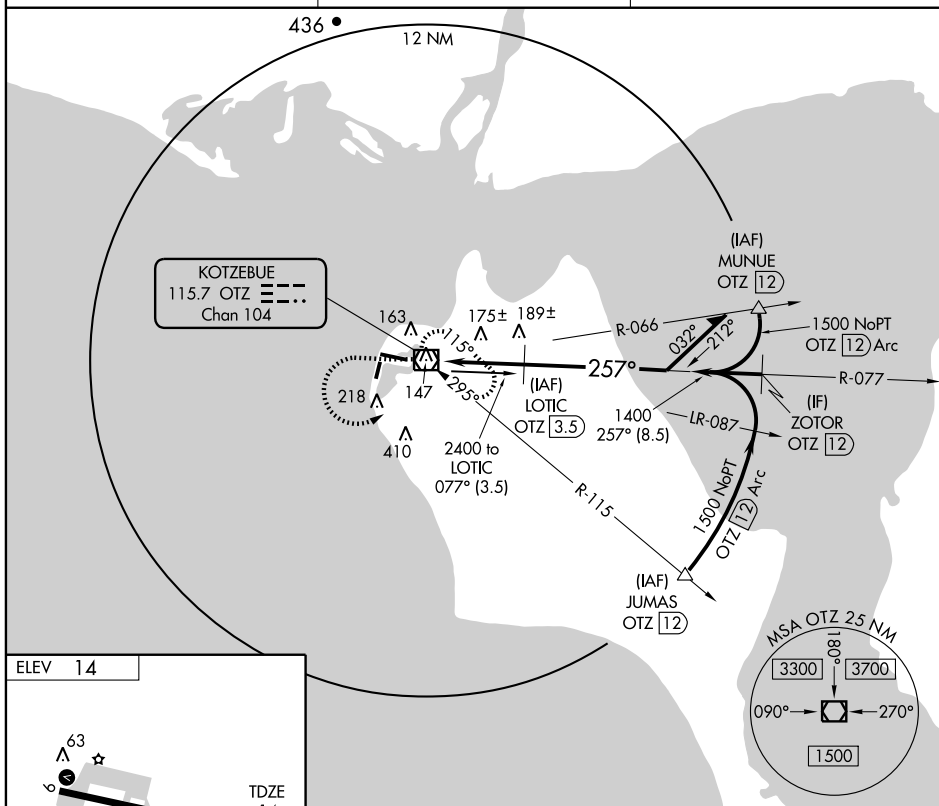 436
12 NM
(IAF)
MUNUE
OTZ 12
KOTZEBUE
115.7 OTZ
Chan 104
163
175±
189±
R-066
032°
212°
1500 NoPT
OTZ 12 Arc
115°
257°
R-077
295°
147
218
(IAF)
LOTIC
OTZ 3.5
1400
257° (8.5)
LR-087
(IF)
ZOTOR
OTZ 12
410
2400 to
LOTIC
077° (3.5)
R-115
1500 NoPT
OTZ 12 Arc
(IAF)
JUMAS
OTZ 12
MSA OTZ 25 NM
180°
3300
3700
090°
270°
1500
ELEV 14
63
V
9
TDZE